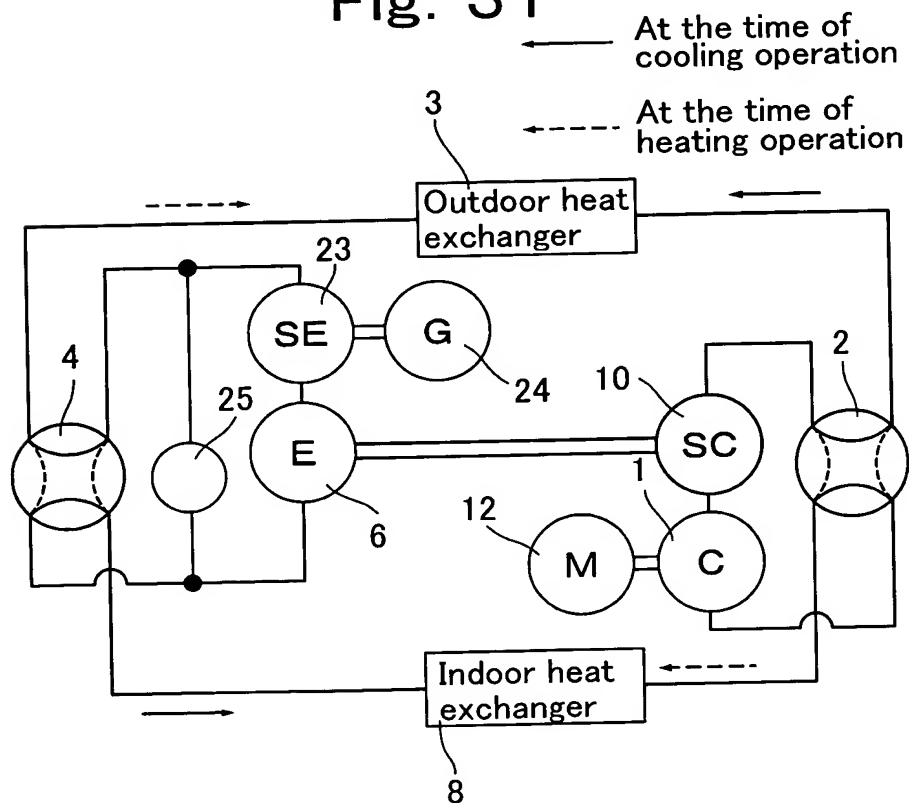 Fig. 31
At the time of
cooling operation
At the time of
heating operation
3
Outdoor heat
exchanger
23
SE
G
24
4
25
E
6
10
SC
2
1
12
M
C
Indoor heat
exchanger
8